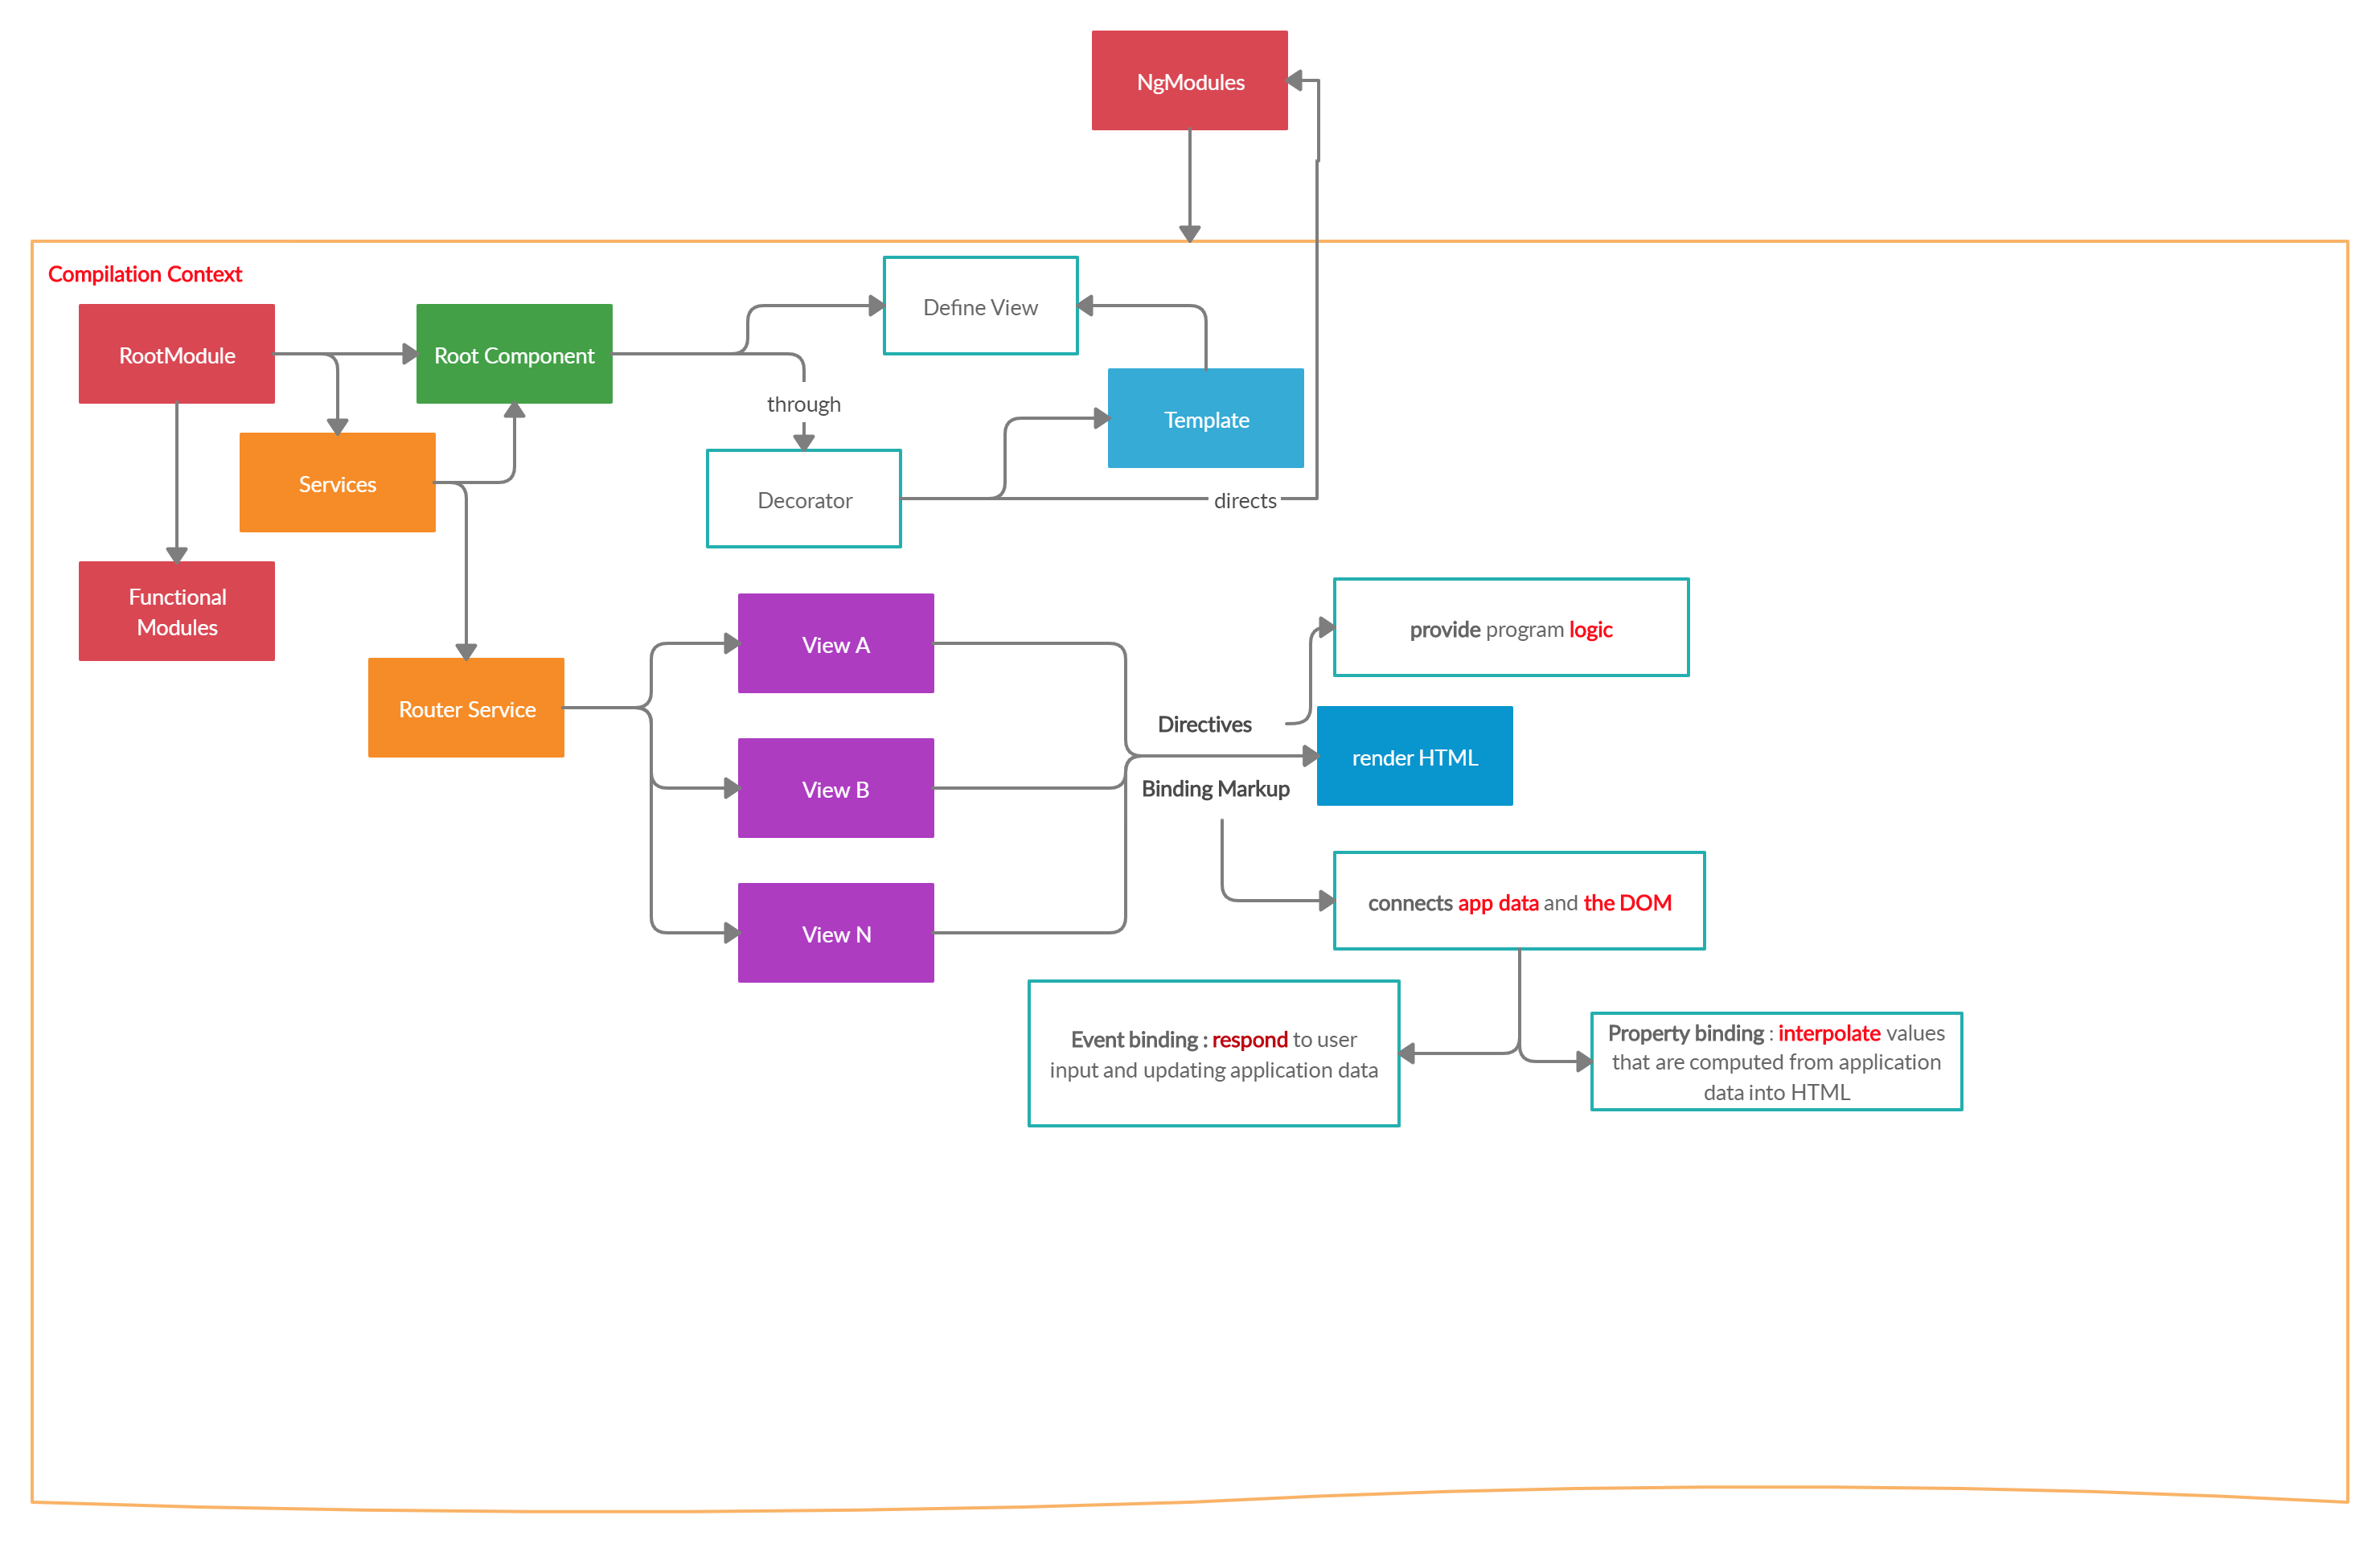 NgModules
Compilation Context
RootModule
Root Component
Define View
through
Template
Services
Decorator
directs
Functional
Modules
Router Service
View A
View B
View N
Directives
Binding Markup
provide program logic
render HTML
connects app data and the DOM
Event binding : respond to user
input and updating application data
Property binding : interpolate values
that are computed from application
data into HTML